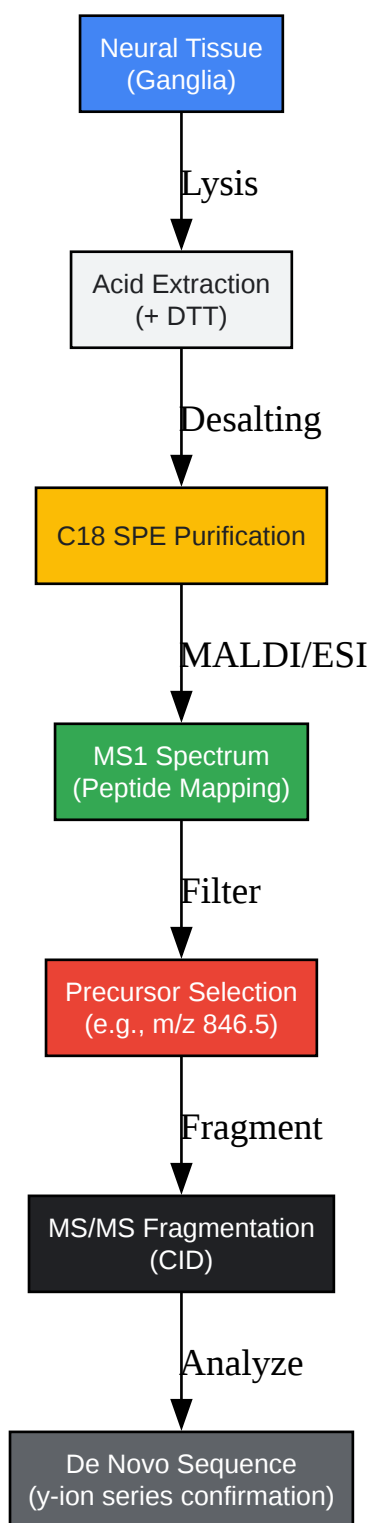 Neural Tissue
(Ganglia)
Lysis
Acid Extraction
(+ DTT)
Desalting
C18 SPE Purification
MALDI/ESI
MS1 Spectrum
(Peptide Mapping)
Filter
Precursor Selection
(e.g., m/z 846.5)
Fragment
MS/MS Fragmentation
(CID)
Analyze
De Novo Sequence
(y-ion series confirmation)